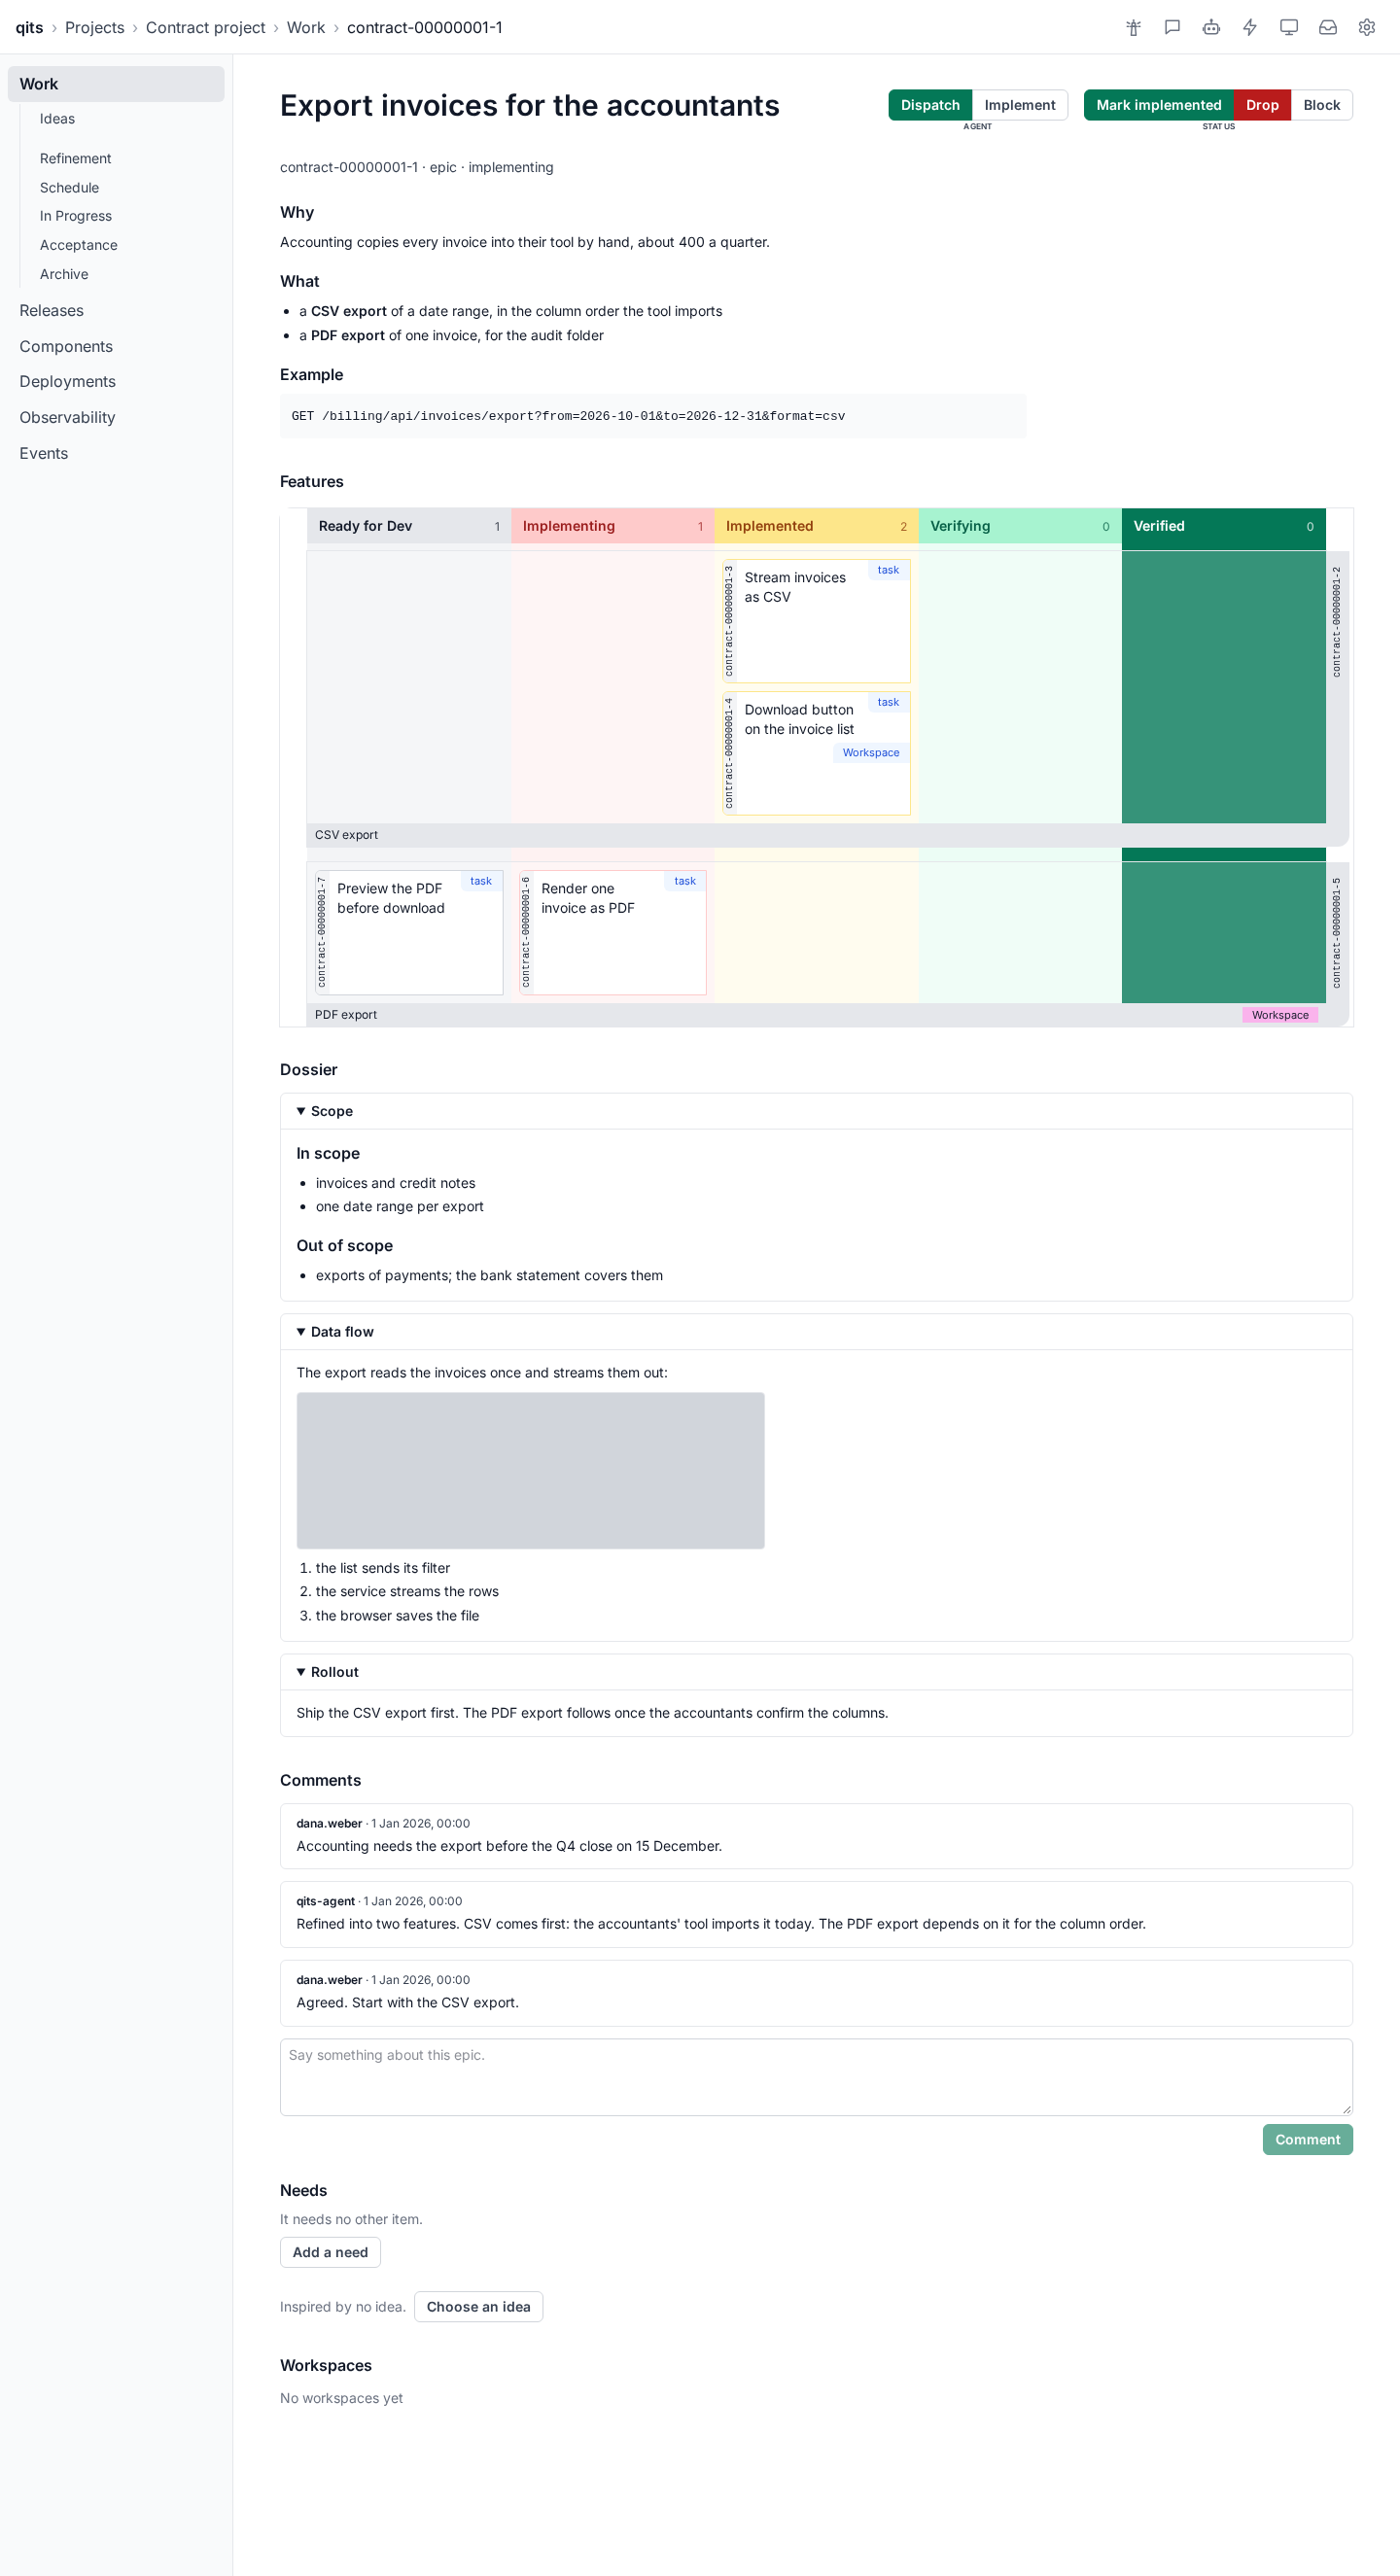 qits › Projects › Contract project › Work › contract-00000001-1
Work
Ideas
Refinement
Schedule
In Progress
Acceptance
Archive
Releases
Components
Deployments
Observability
Events
Export invoices for the accountants
Dispatch Implement
AGENT
Mark implemented Drop Block
STATUS
contract-00000001-1 · epic · implementing
Why
Accounting copies every invoice into their tool by hand, about 400 a quarter.
What
• a CSV export of a date range, in the column order the tool imports
• a PDF export of one invoice, for the audit folder
Example
GET /billing/api/invoices/export?from=2026-10-01&to=2026-12-31&format=csv
Features
Ready for Dev 1
Implementing 1
Implemented 2
Verifying 0
Verified 0
contract-00000001-3
Stream invoices
as CSV
task
contract-00000001-4
Download button
on the invoice list
task
Workspace
contract-00000001-2
CSV export
contract-00000001-7
Preview the PDF
before download
task
contract-00000001-6
Render one
invoice as PDF
task
contract-00000001-5
PDF export
Workspace
Dossier
▼ Scope
In scope
• invoices and credit notes
• one date range per export
Out of scope
• exports of payments; the bank statement covers them
▼ Data flow
The export reads the invoices once and streams them out:
1. the list sends its filter
2. the service streams the rows
3. the browser saves the file
▼ Rollout
Ship the CSV export first. The PDF export follows once the accountants confirm the columns.
Comments
dana.weber · 1 Jan 2026, 00:00
Accounting needs the export before the Q4 close on 15 December.
qits-agent · 1 Jan 2026, 00:00
Refined into two features. CSV comes first: the accountants' tool imports it today. The PDF export depends on it for the column order.
dana.weber · 1 Jan 2026, 00:00
Agreed. Start with the CSV export.
Say something about this epic.
Comment
Needs
It needs no other item.
Add a need
Inspired by no idea. Choose an idea
Workspaces
No workspaces yet